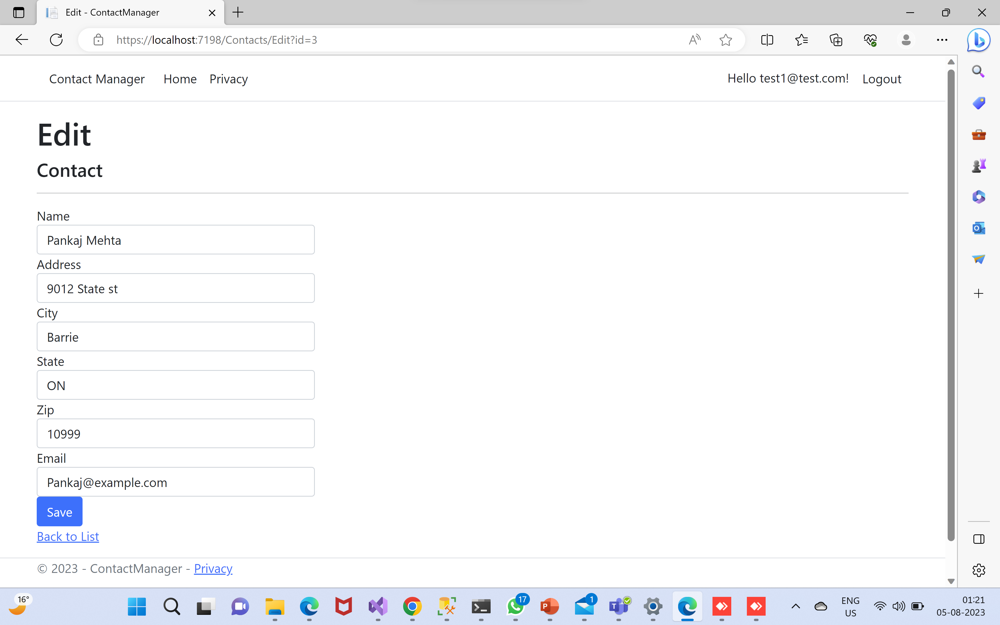 Edit - ContactManager
https://localhost:7198/Contacts/Edit?id=3
Contact Manager Home Privacy Hello test1@test.com! Logout
Edit
Contact
Name
Pankaj Mehta
Address
9012 State st
City
Barrie
State
ON
Zip
10999
Email
Pankaj@example.com
Save
Back to List
© 2023 - ContactManager - Privacy
16°
17
1
ENG
US
01:21
05-08-2023